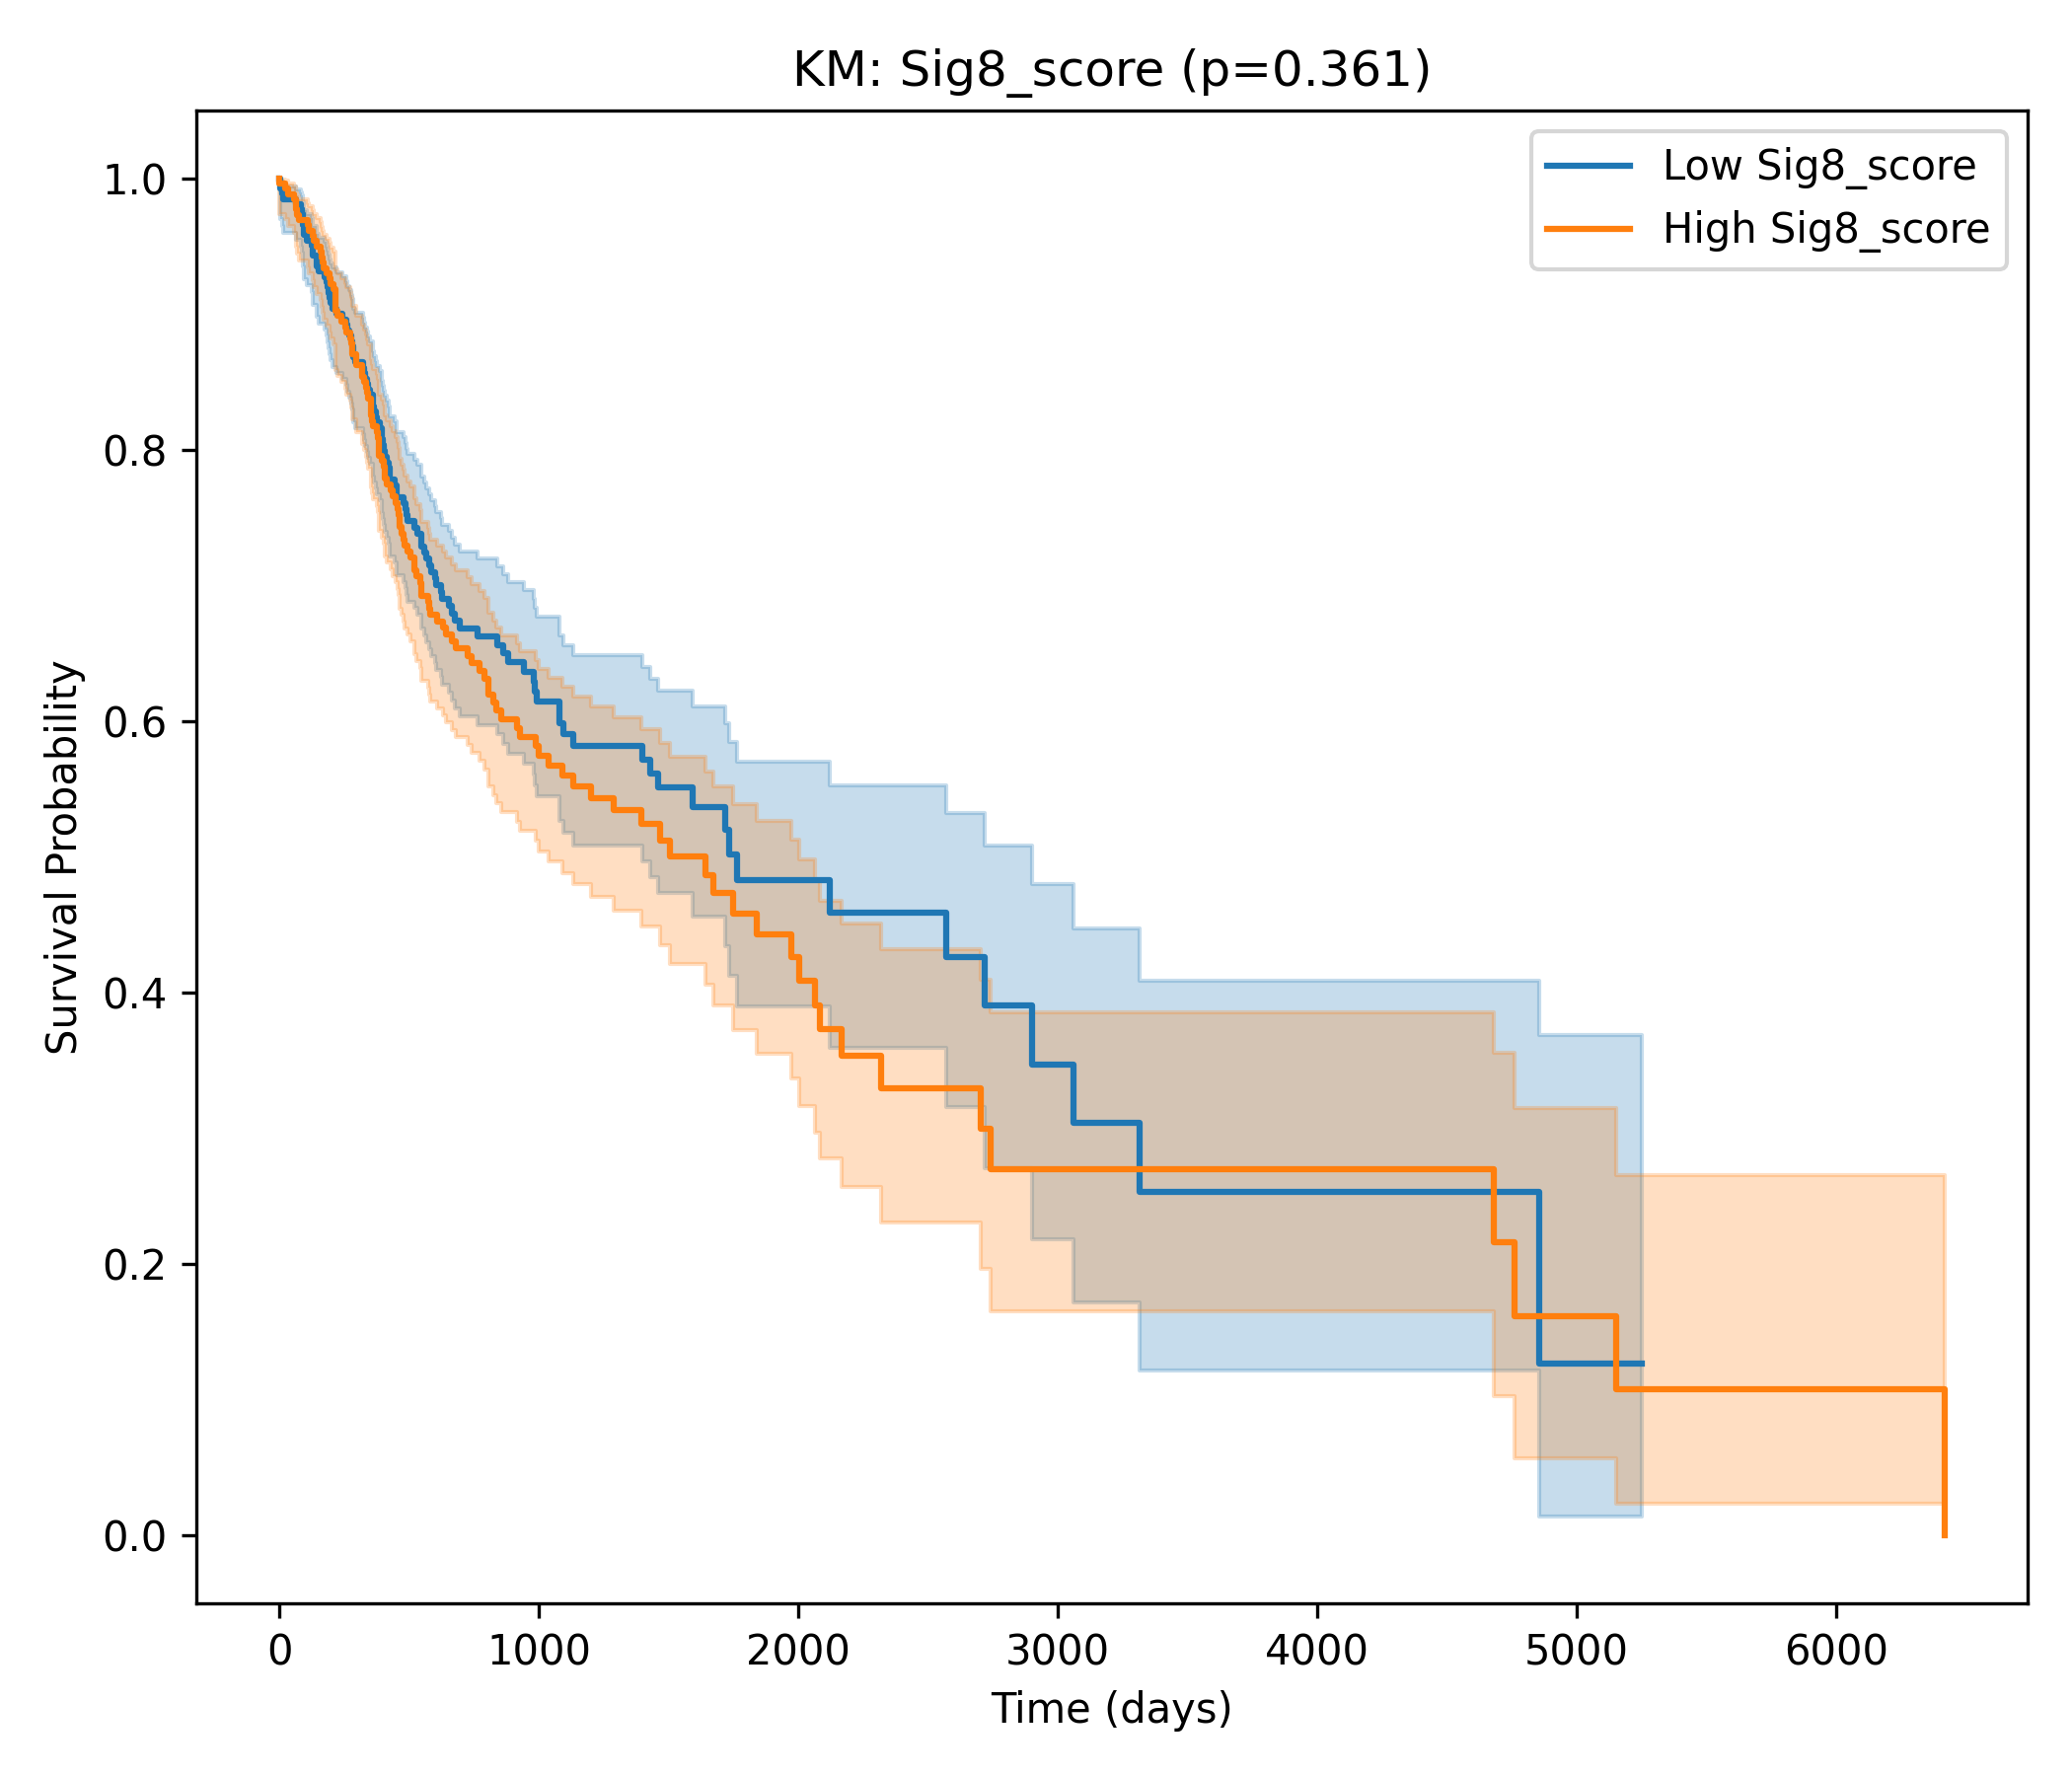 KM: Sig8_score (p=0.361)
Low Sig8_score
High Sig8_score
Survival Probability
1.0
0.8
0.6
0.4
0.2
0.0
0 1000 2000 3000 4000 5000 6000
Time (days)